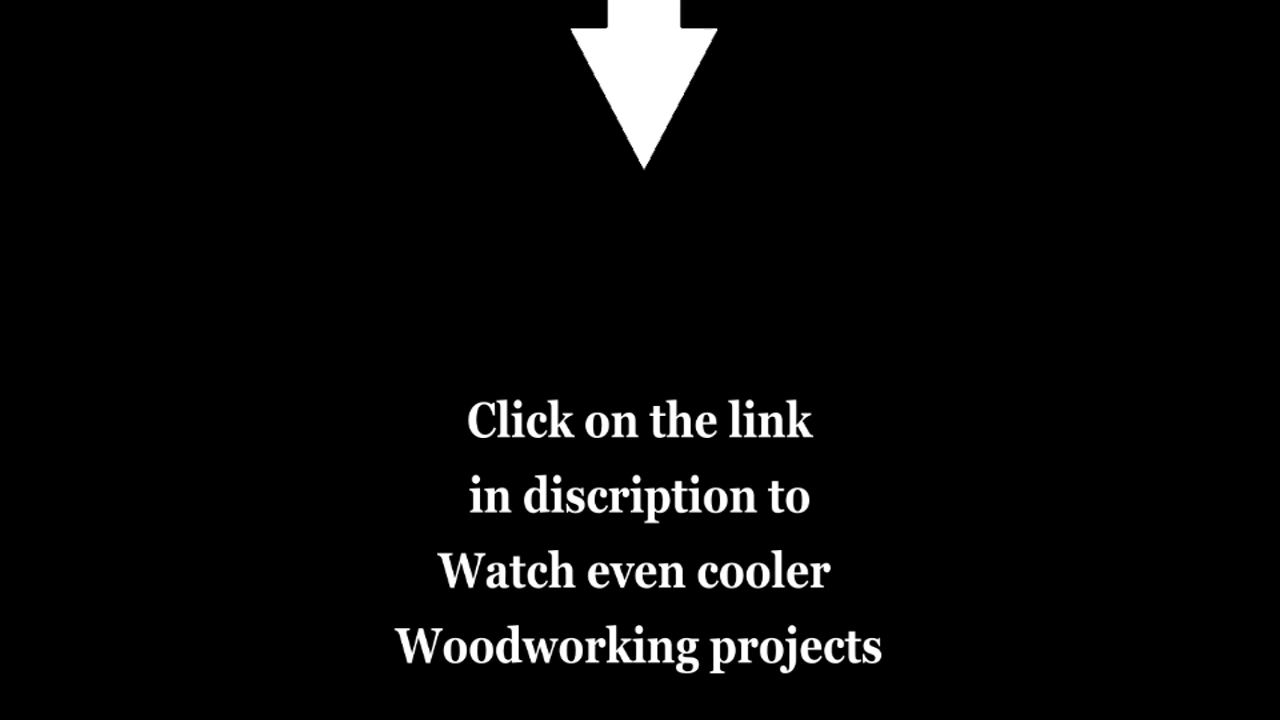 Click on the link
in discription to
Watch even cooler
Woodworking projects